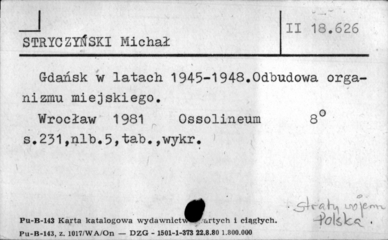 II 18.626
STRYCZYŃSKI Michał
Gdańsk w latach 1945-1948.Odbudowa orga-
nizmu miejskiego.
Wrocław 1981 Ossolineum 8°
s.231,nlb.5,tab.,wykr.
straty wojenn
Polska
Pu-B-143 Karta katalogowa wydawnictw zwartych i ciągłych.
Pu-B-143, z. 1017/WA/On — DZG - 1501-1-373 22.8.80 1.800.000